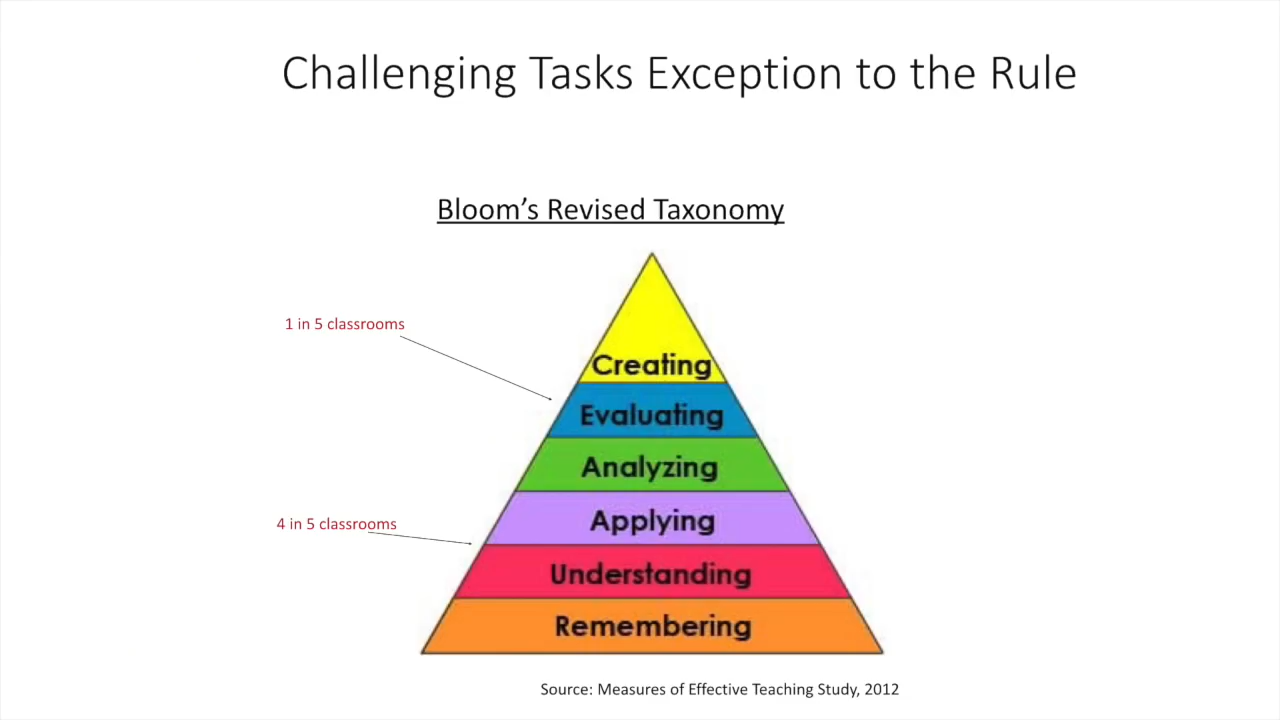 Challenging Tasks Exception to the Rule
Bloom’s Revised Taxonomy
1 in 5 classrooms
Creating
Evaluating
Analyzing
Applying
4 in 5 classrooms
Understanding
Remembering
Source: Measures of Effective Teaching Study, 2012